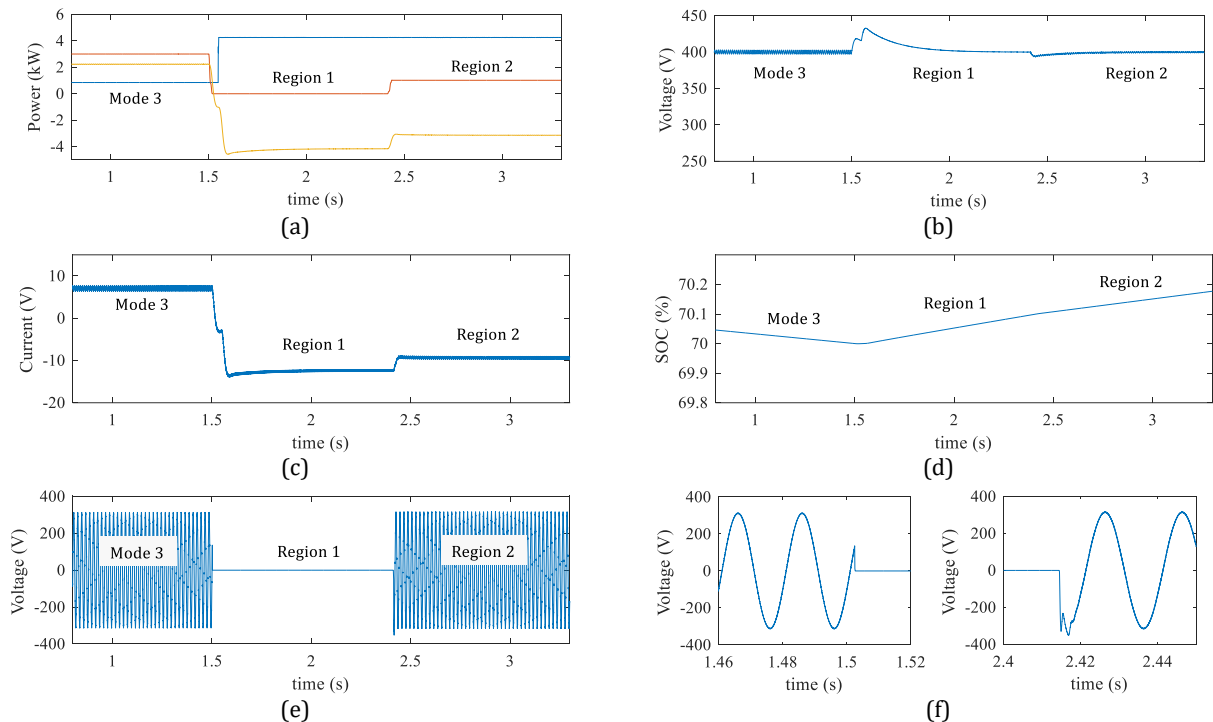 6
4
2
0
-2
-4
Power (kW)
Mode 3
Region 1
Region 2
1
1.5
2
2.5
3
time (s)
(a)
450
400
350
300
250
Voltage (V)
Mode 3
Region 1
Region 2
1
1.5
2
2.5
3
time (s)
(b)
10
0
-10
-20
Current (V)
Mode 3
Region 1
Region 2
1
1.5
2
2.5
3
time (s)
(c)
70.2
70.1
70
69.9
69.8
SOC (%)
Mode 3
Region 1
Region 2
1
1.5
2
2.5
3
time (s)
(d)
400
200
0
-200
-400
Voltage (V)
Mode 3
Region 1
Region 2
1
1.5
2
2.5
3
time (s)
(e)
400
200
0
-200
-400
Voltage (V)
1.46
1.48
1.5
1.52
time (s)
400
200
0
-200
-400
Voltage (V)
2.4
2.42
2.44
time (s)
(f)